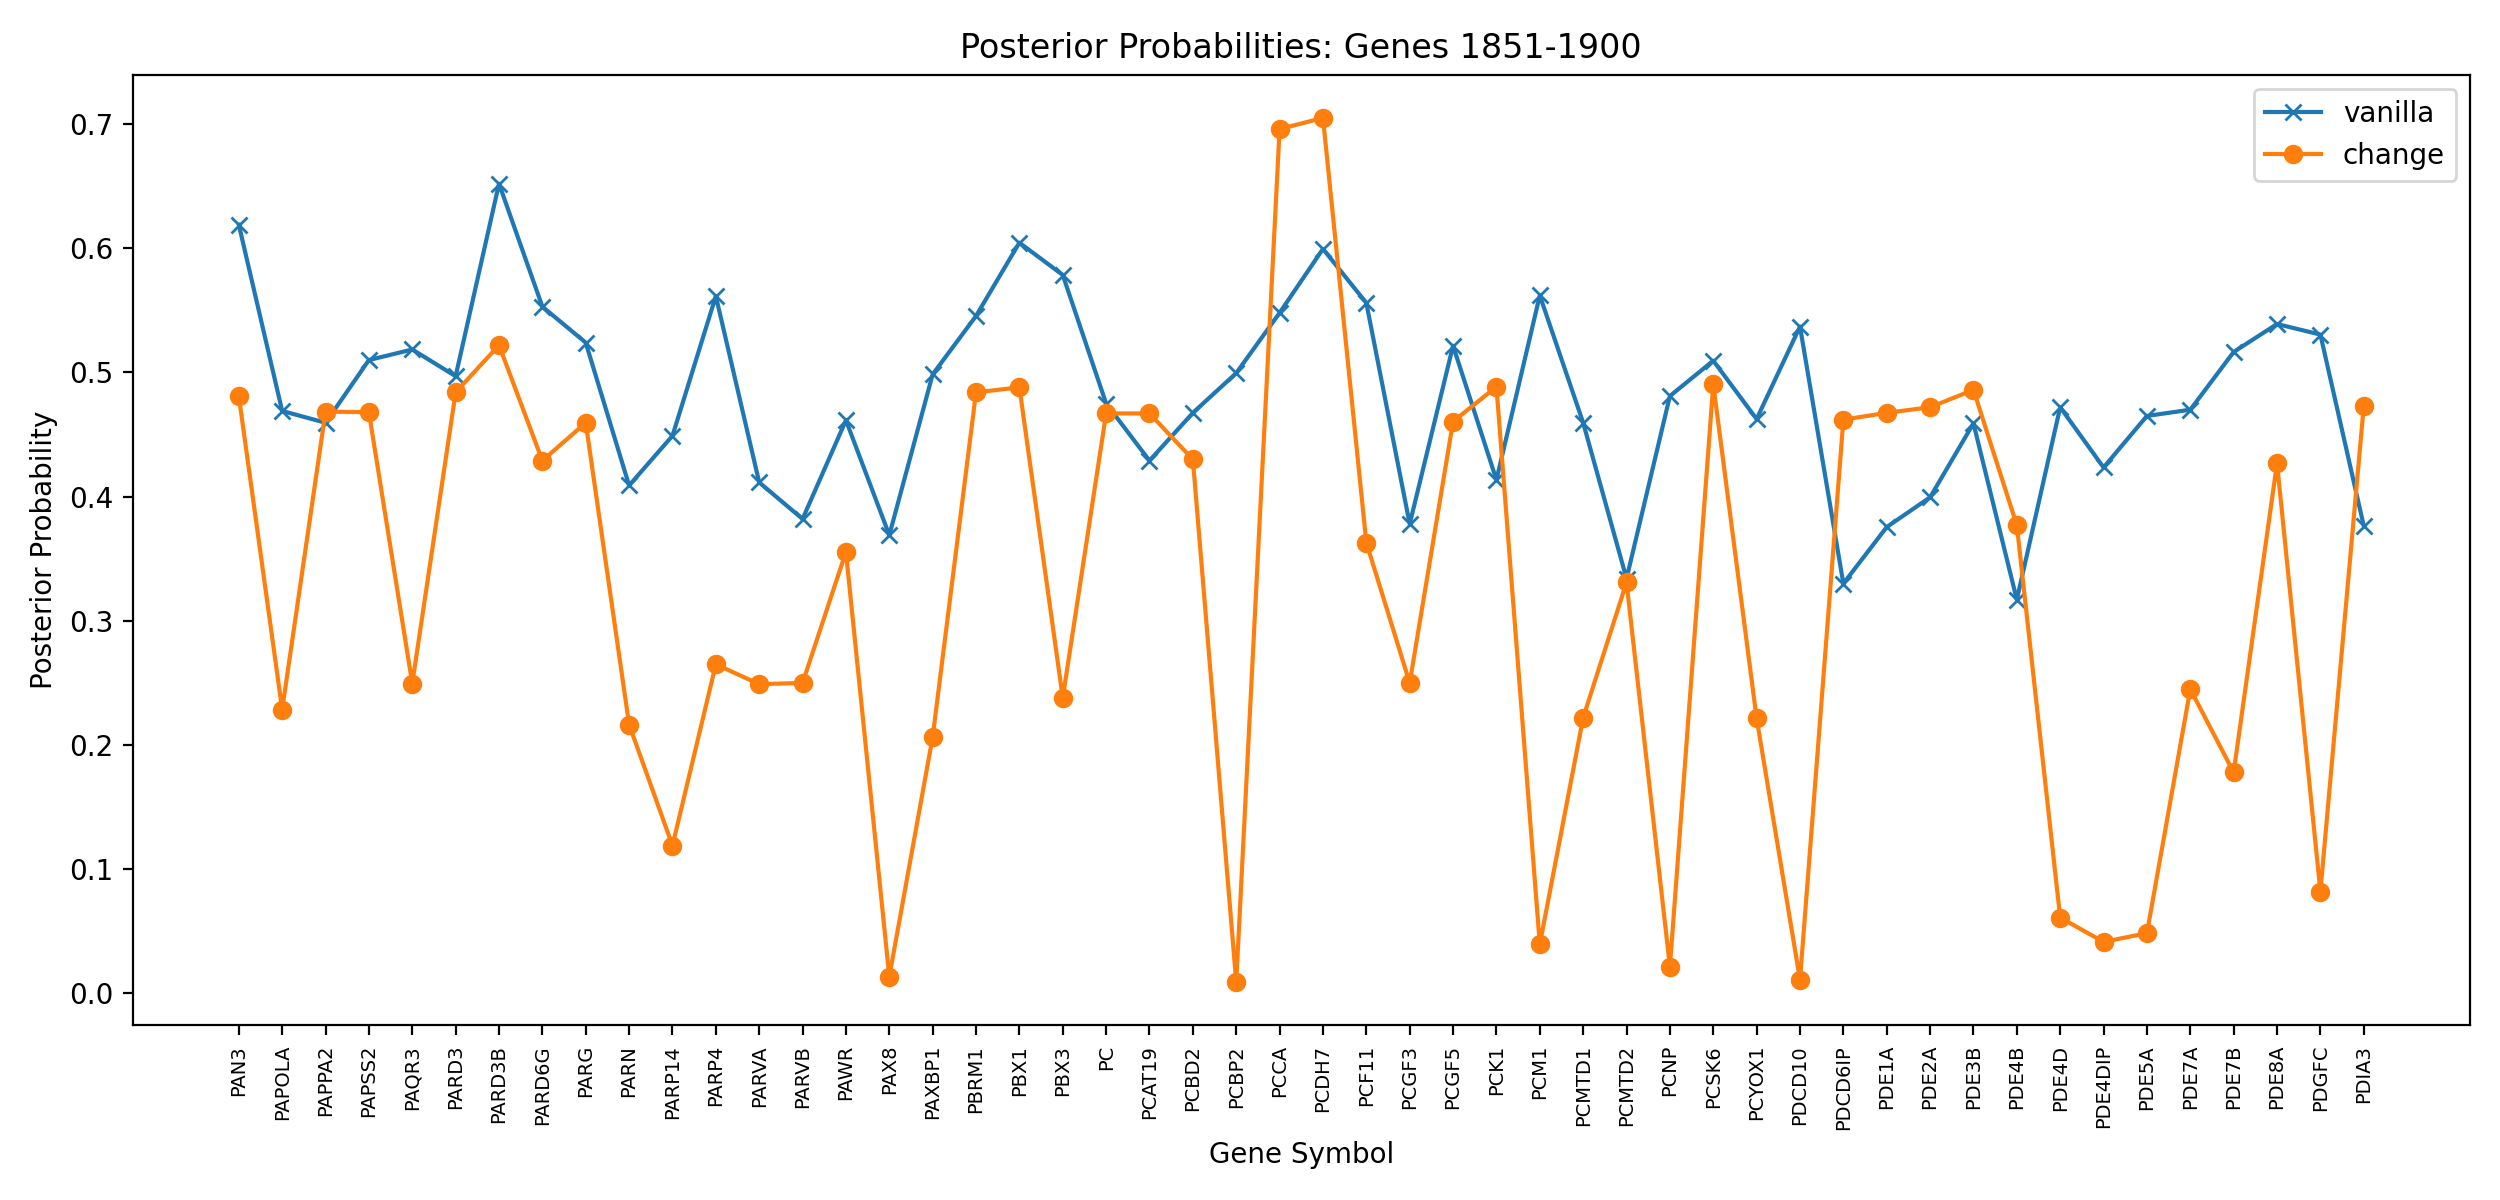 Posterior Probabilities: Genes 1851-1900
vanilla
change
Posterior Probability
0.7
0.6
0.5
0.4
0.3
0.2
0.1
0.0
PAN3
PAPOLA
PAPPA2
PAPSS2
PAQR3
PARD3
PARD3B
PARD6G
PARG
PARN
PARP14
PARP4
PARVA
PARVB
PAWR
PAX8
PAXBP1
PBRM1
PBX1
PBX3
PC
PCAT19
PCBD2
PCBP2
PCCA
PCDH7
PCF11
PCGF3
PCGF5
PCK1
PCM1
PCMTD1
PCMTD2
PCNP
PCSK6
PCYOX1
PDCD10
PDCD6IP
PDE1A
PDE2A
PDE3B
PDE4B
PDE4D
PDE4DIP
PDE5A
PDE7A
PDE7B
PDE8A
PDGFC
PDIA3
Gene Symbol